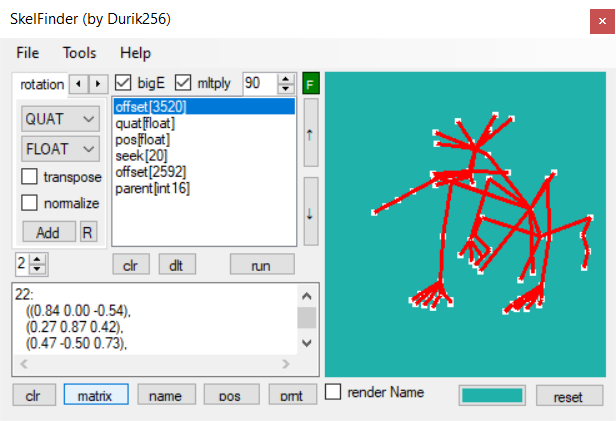 SkelFinder (by Durik256)
File Tools Help
rotation bigE mltply 90 F
QUAT
FLOAT
transpose
normalize
Add R
offset[3520]
quat[float]
pos[float]
seek[20]
offset[2592]
parent[int16]
↑
↓
2 clr dlt run
22:
((0.84 0.00 -0.54),
(0.27 0.87 0.42),
(0.47 -0.50 0.73),
clr matrix name pos prnt render Name reset